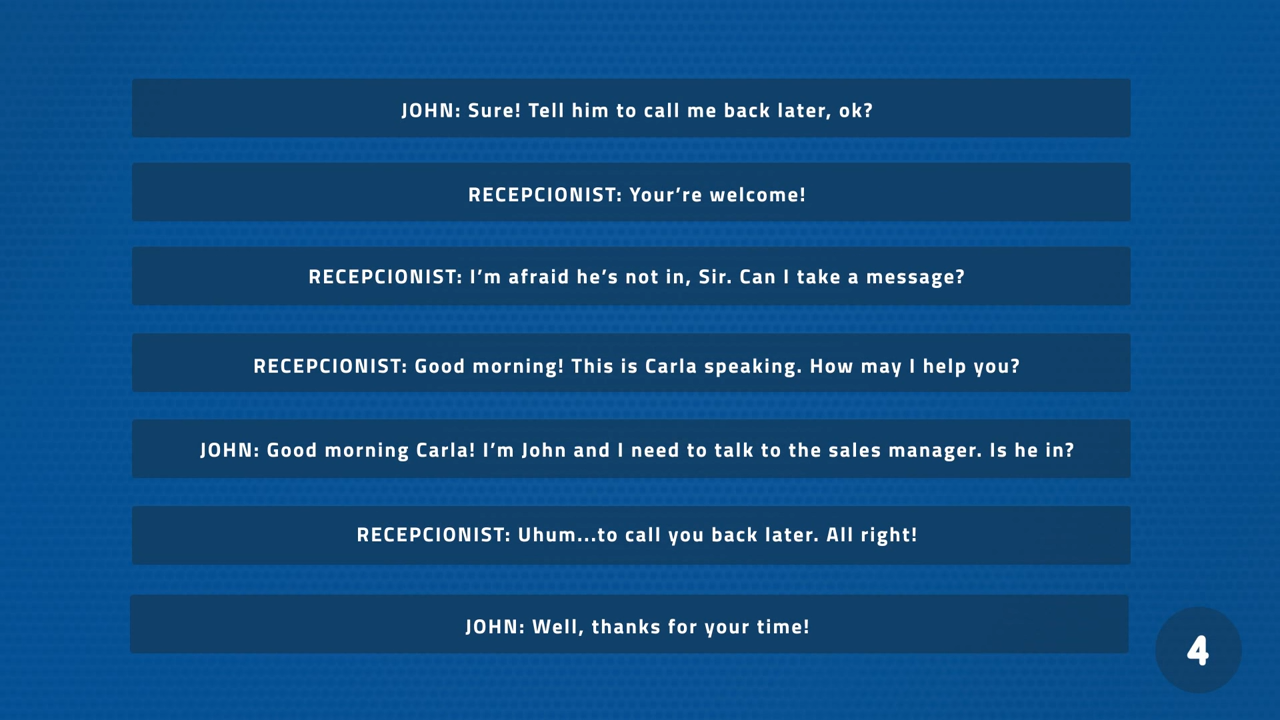 JOHN: Sure! Tell him to call me back later, ok?
RECEPCIONIST: Your’re welcome!
RECEPCIONIST: I’m afraid he’s not in, Sir. Can I take a message?
RECEPCIONIST: Good morning! This is Carla speaking. How may I help you?
JOHN: Good morning Carla! I’m John and I need to talk to the sales manager. Is he in?
RECEPCIONIST: Uhum...to call you back later. All right!
JOHN: Well, thanks for your time!
4